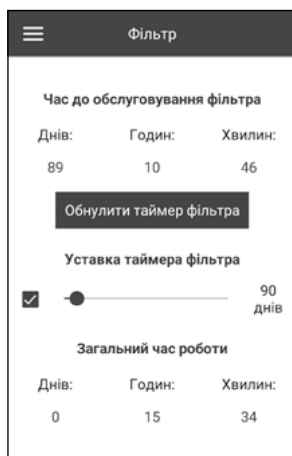 Фільтр
Час до обслуговування фільтра
Днів: Годин: Хвилин:
89 10 46
Обнулити таймер фільтра
Уставка таймера фільтра
90
днів
Загальний час роботи
Днів: Годин: Хвилин:
0 15 34